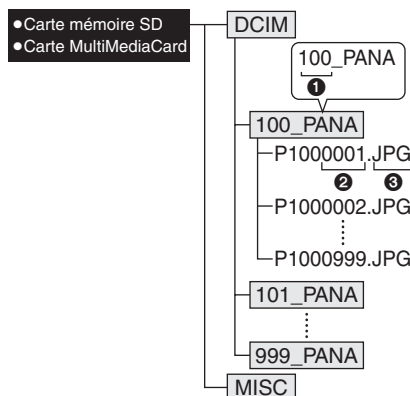 ●Carte mémoire SD
●Carte MultiMediaCard
DCIM
100_PANA
❶
100_PANA
P1000001.JPG
❷ ❸
P1000002.JPG
P1000999.JPG
101_PANA
999_PANA
MISC